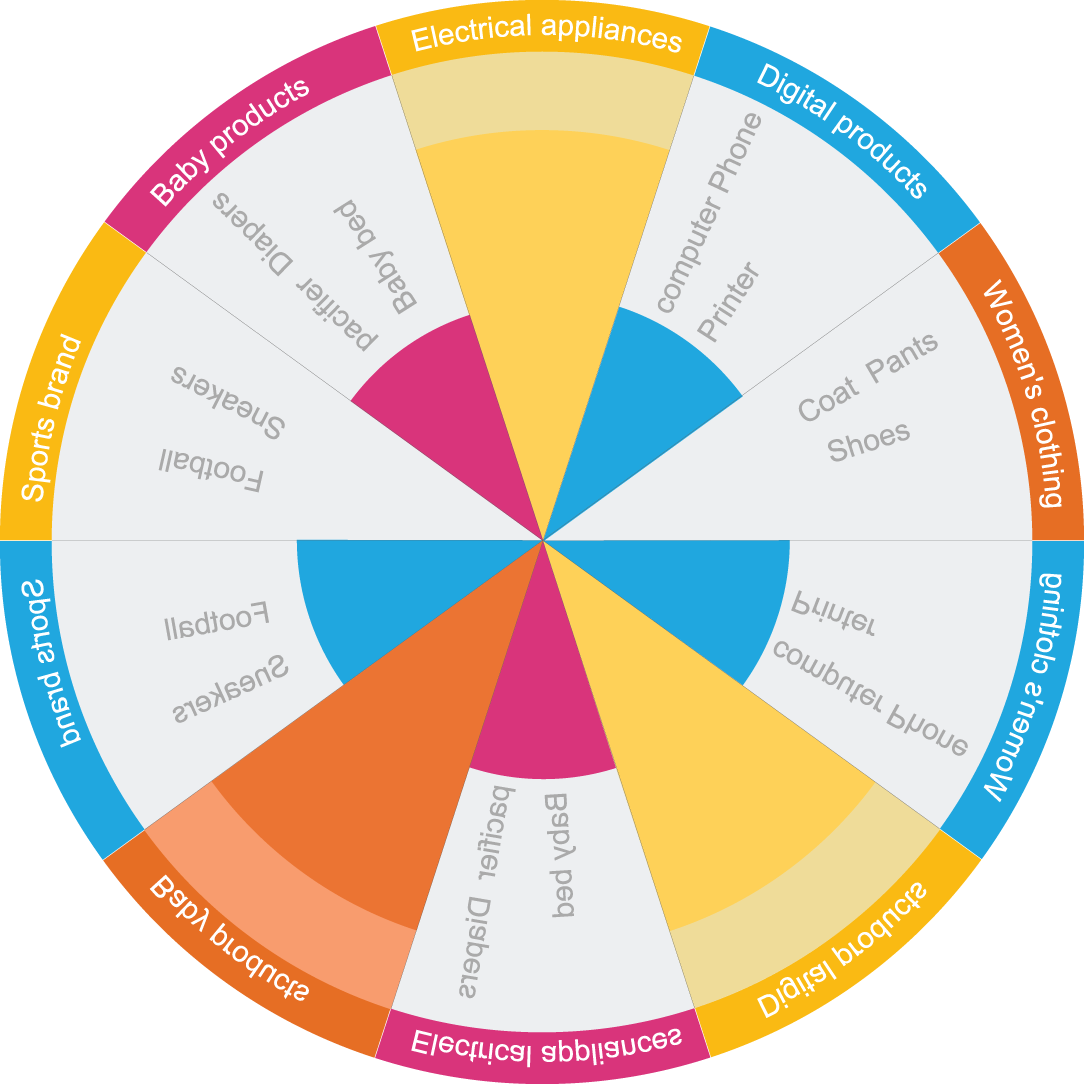 Electrical appliances
Digital products
computer Phone
Printer
Women's clothing
Coat Pants
Shoes
Women's clothing
Printer
computer Phone
Digital products
Electrical appliances
Baby bed
pacifier Diapers
Baby products
Sports brand
Football
Sneakers
Sports brand
Sneakers
Football
Baby products
pacifier Diapers
Baby bed